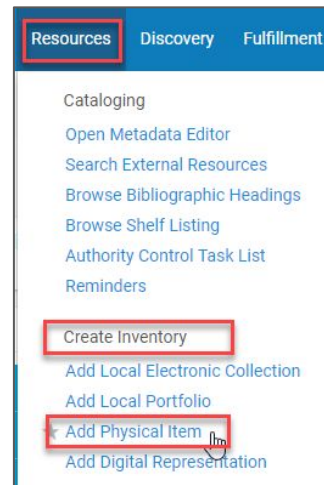 Resources Discovery Fulfillment
Cataloging
Open Metadata Editor
Search External Resources
Browse Bibliographic Headings
Browse Shelf Listing
Authority Control Task List
Reminders
Create Inventory
Add Local Electronic Collection
Add Local Portfolio
Add Physical Item
Add Digital Representation